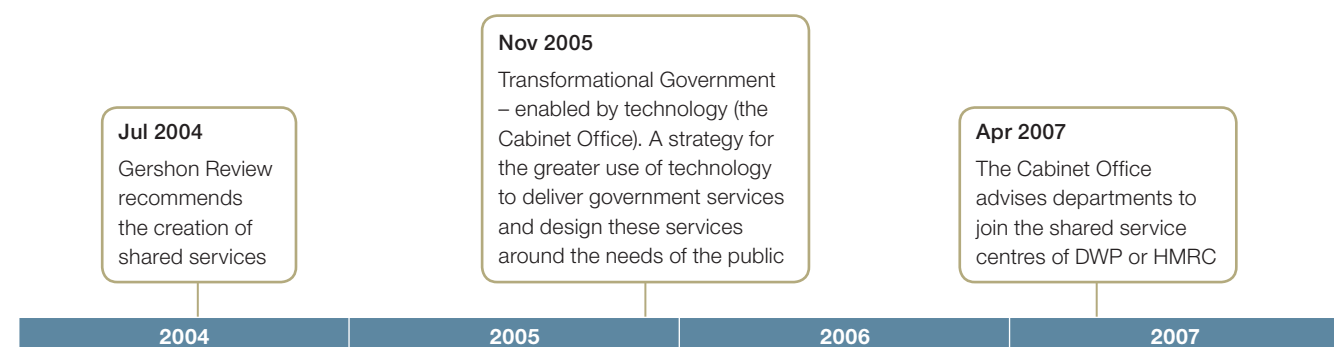 Jul 2004
Gershon Review
recommends
the creation of
shared services
Nov 2005
Transformational Government
– enabled by technology (the
Cabinet Office). A strategy for
the greater use of technology
to deliver government services
and design these services
around the needs of the public
Apr 2007
The Cabinet Office
advises departments to
join the shared service
centres of DWP or HMRC
2004
2005
2006
2007